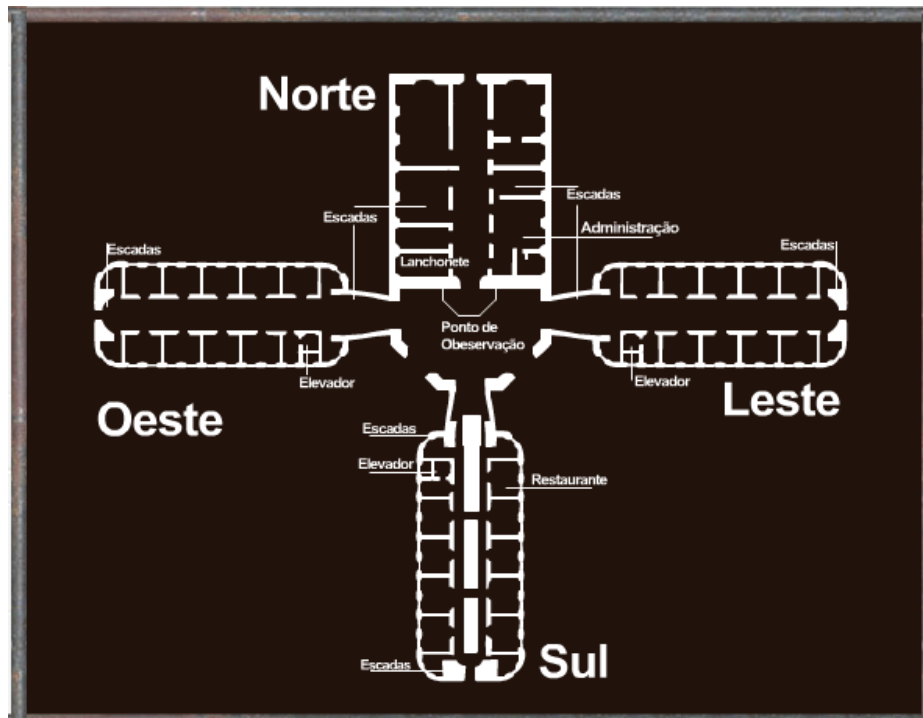 Norte
Escadas
Escadas
Administração
Escadas
Escadas
Lanchonete
Ponto de
Obeservação
Elevador
Elevador
Oeste
Leste
Escadas
Elevador
Restaurante
Sul
Escadas